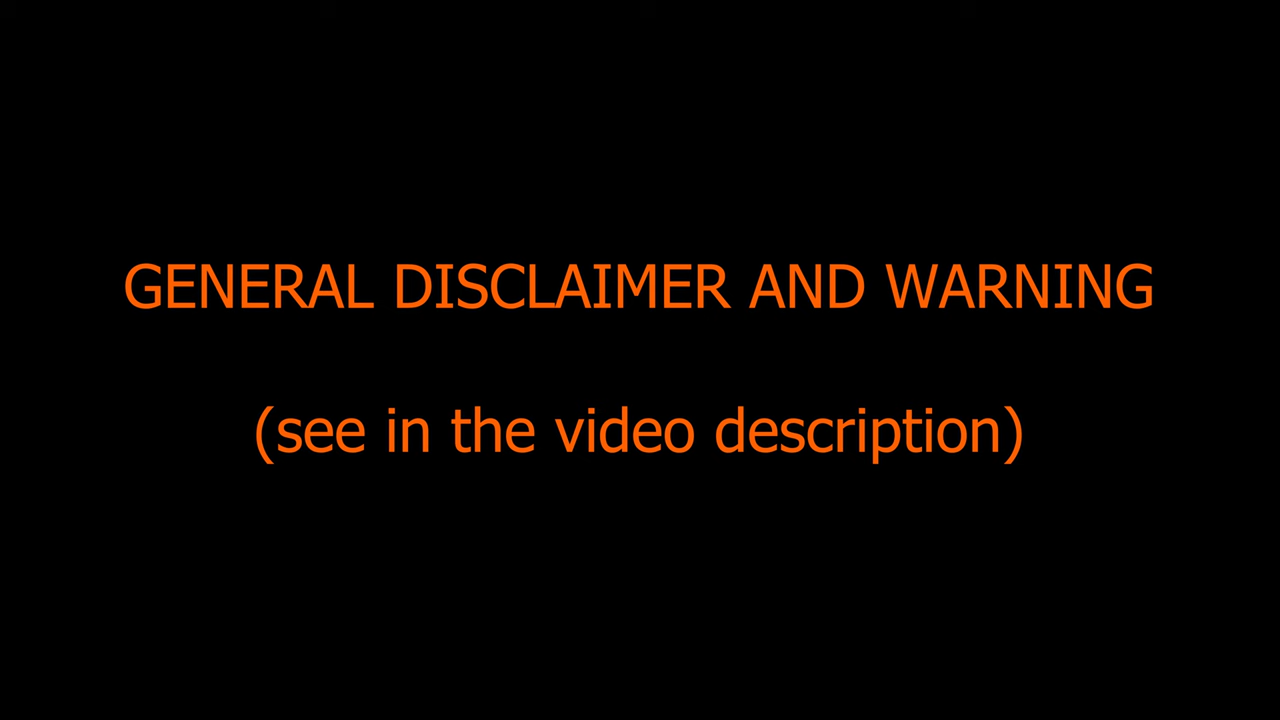 GENERAL DISCLAIMER AND WARNING
(see in the video description)